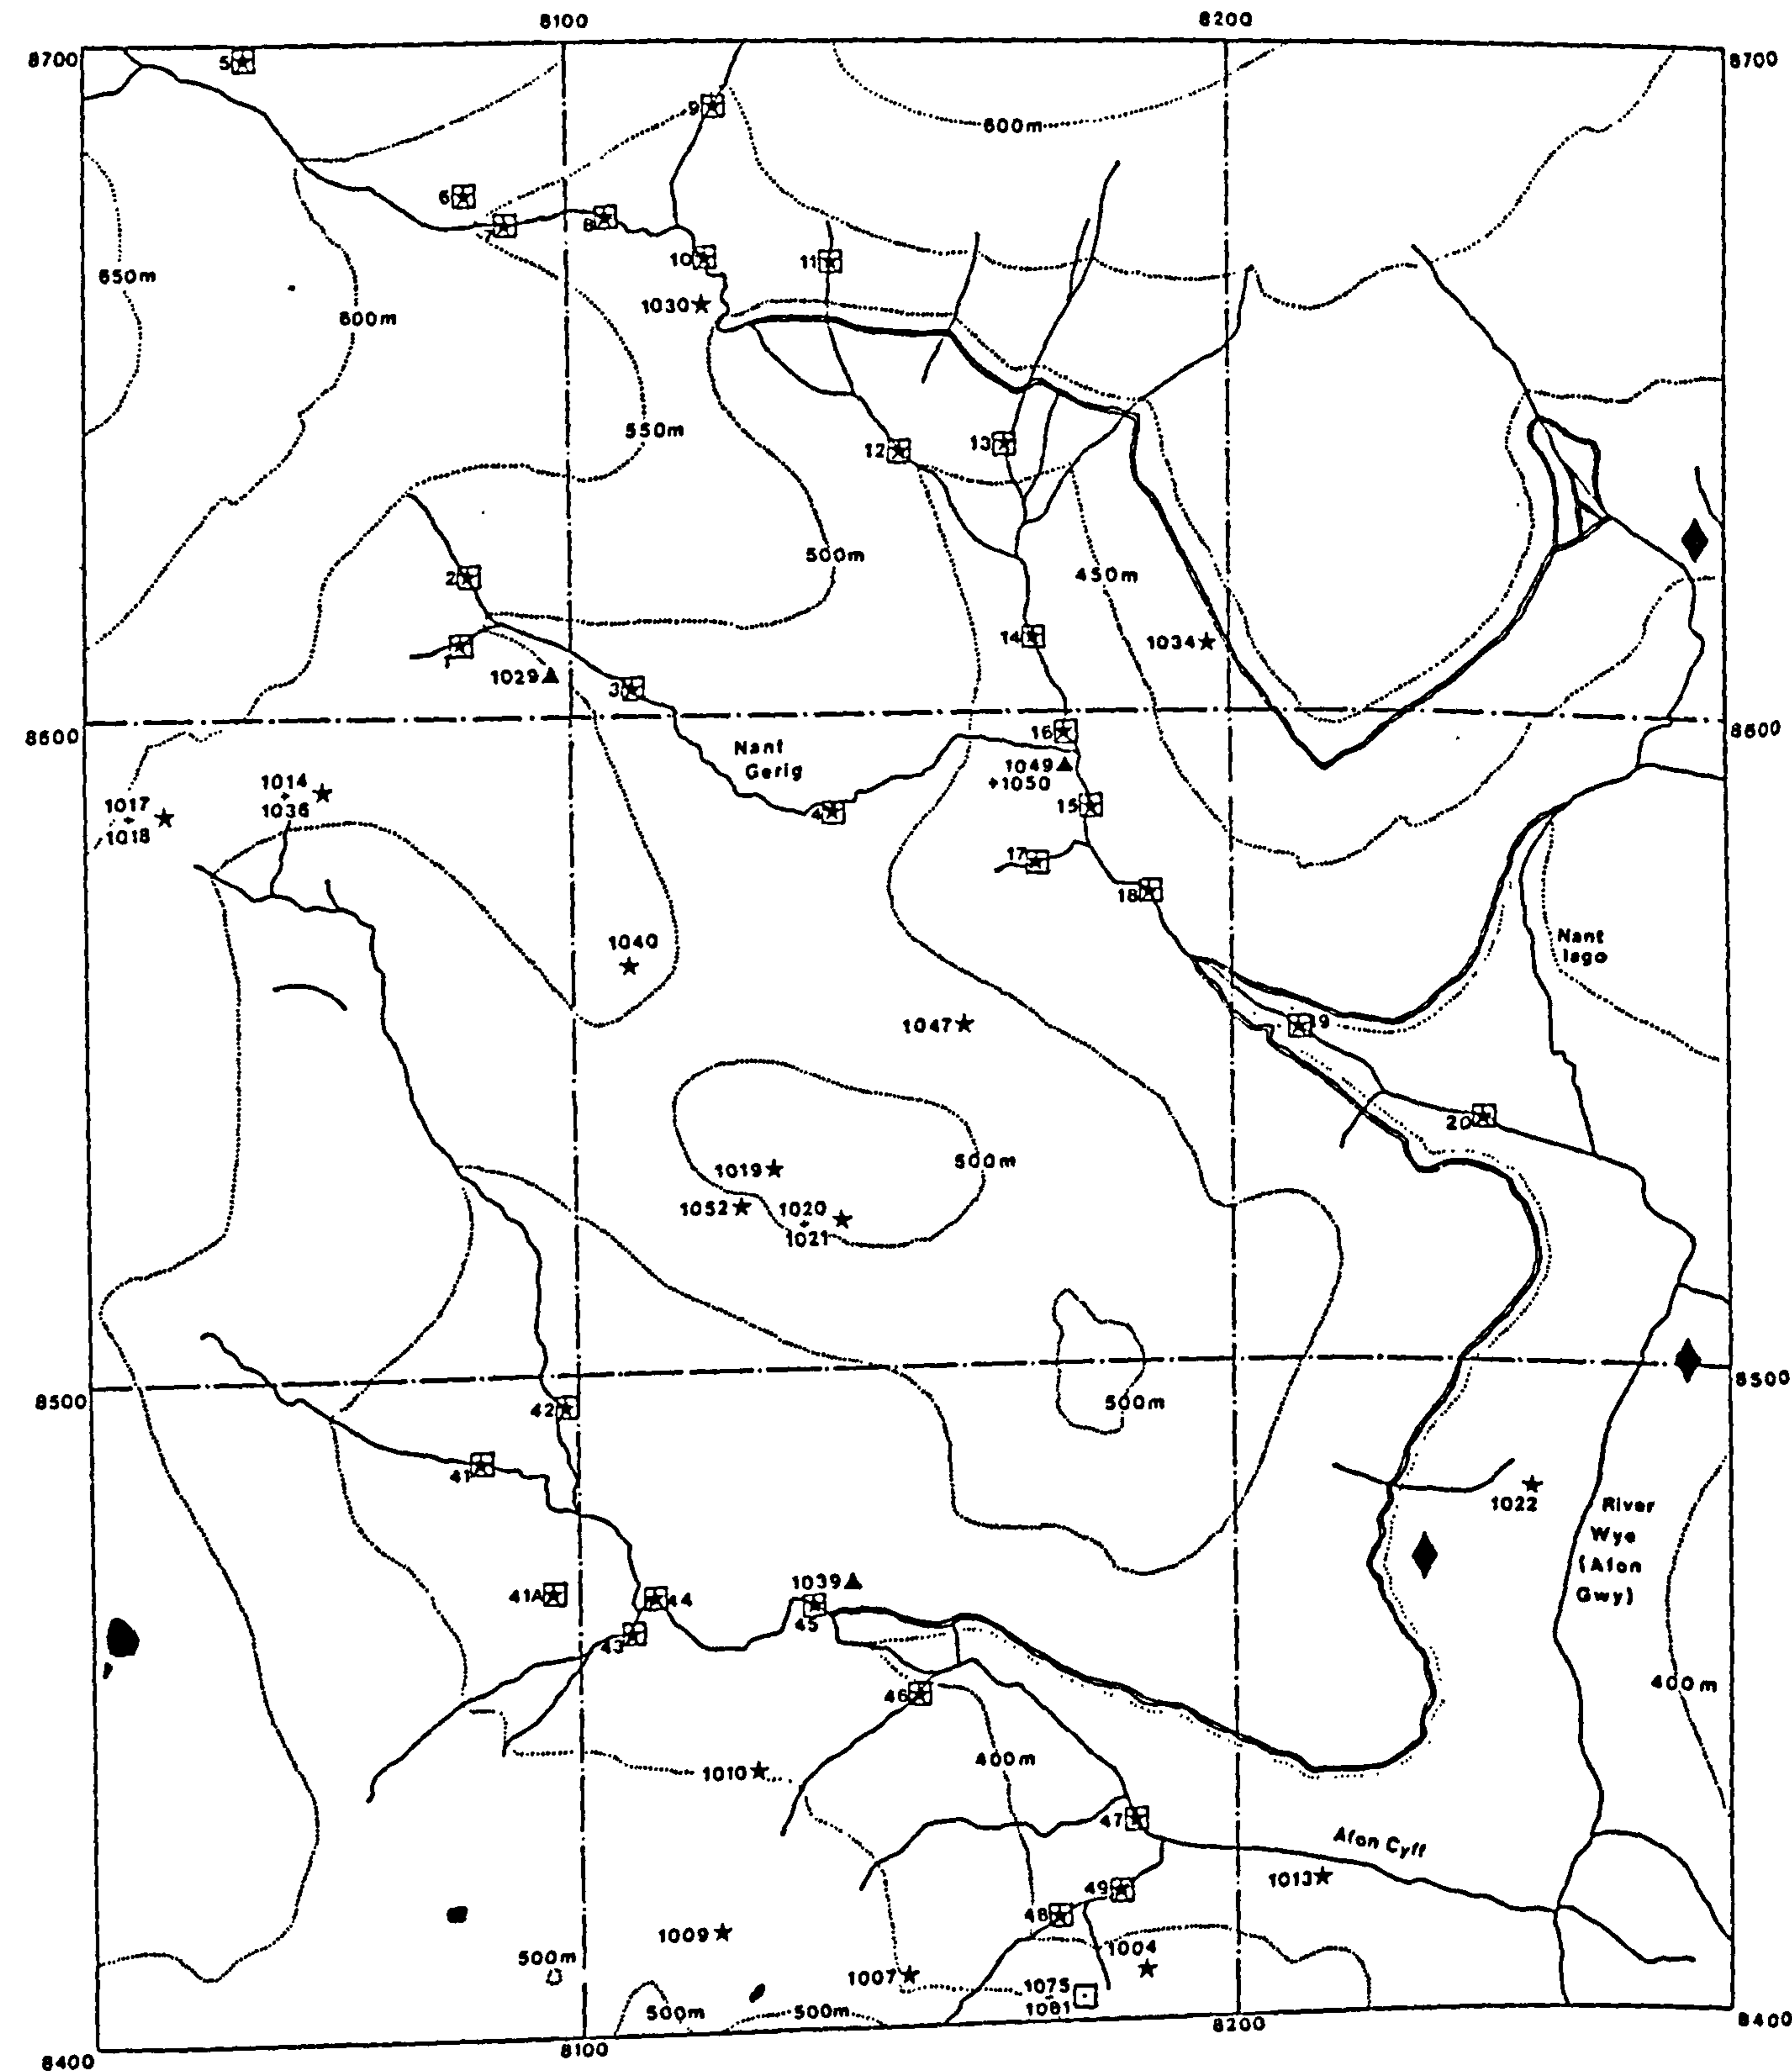 8100
8200
8700
8700
5
9
600m
6
7
8
10
11
650m
1030
600m
550m
12
13
500m
450m
2
14
1034
1
1029
3
8600
16
8600
Nant
Gerig
1049
+1050
1014
+
1036
1017
+
1018
15
4
17
18
1040
Nant
Iago
1047
19
20
1019
500m
1052
1020
+
1021
500m
8500
8500
42
41
1022
River
Wye
(Afon
Gwy)
41A
44
1039
45
43
46
400m
400m
1010
47
Afon Cyff
1013
49
48
1009
1004
500m
1007
1075
1081
500m
500m
8400
8100
8200
8400